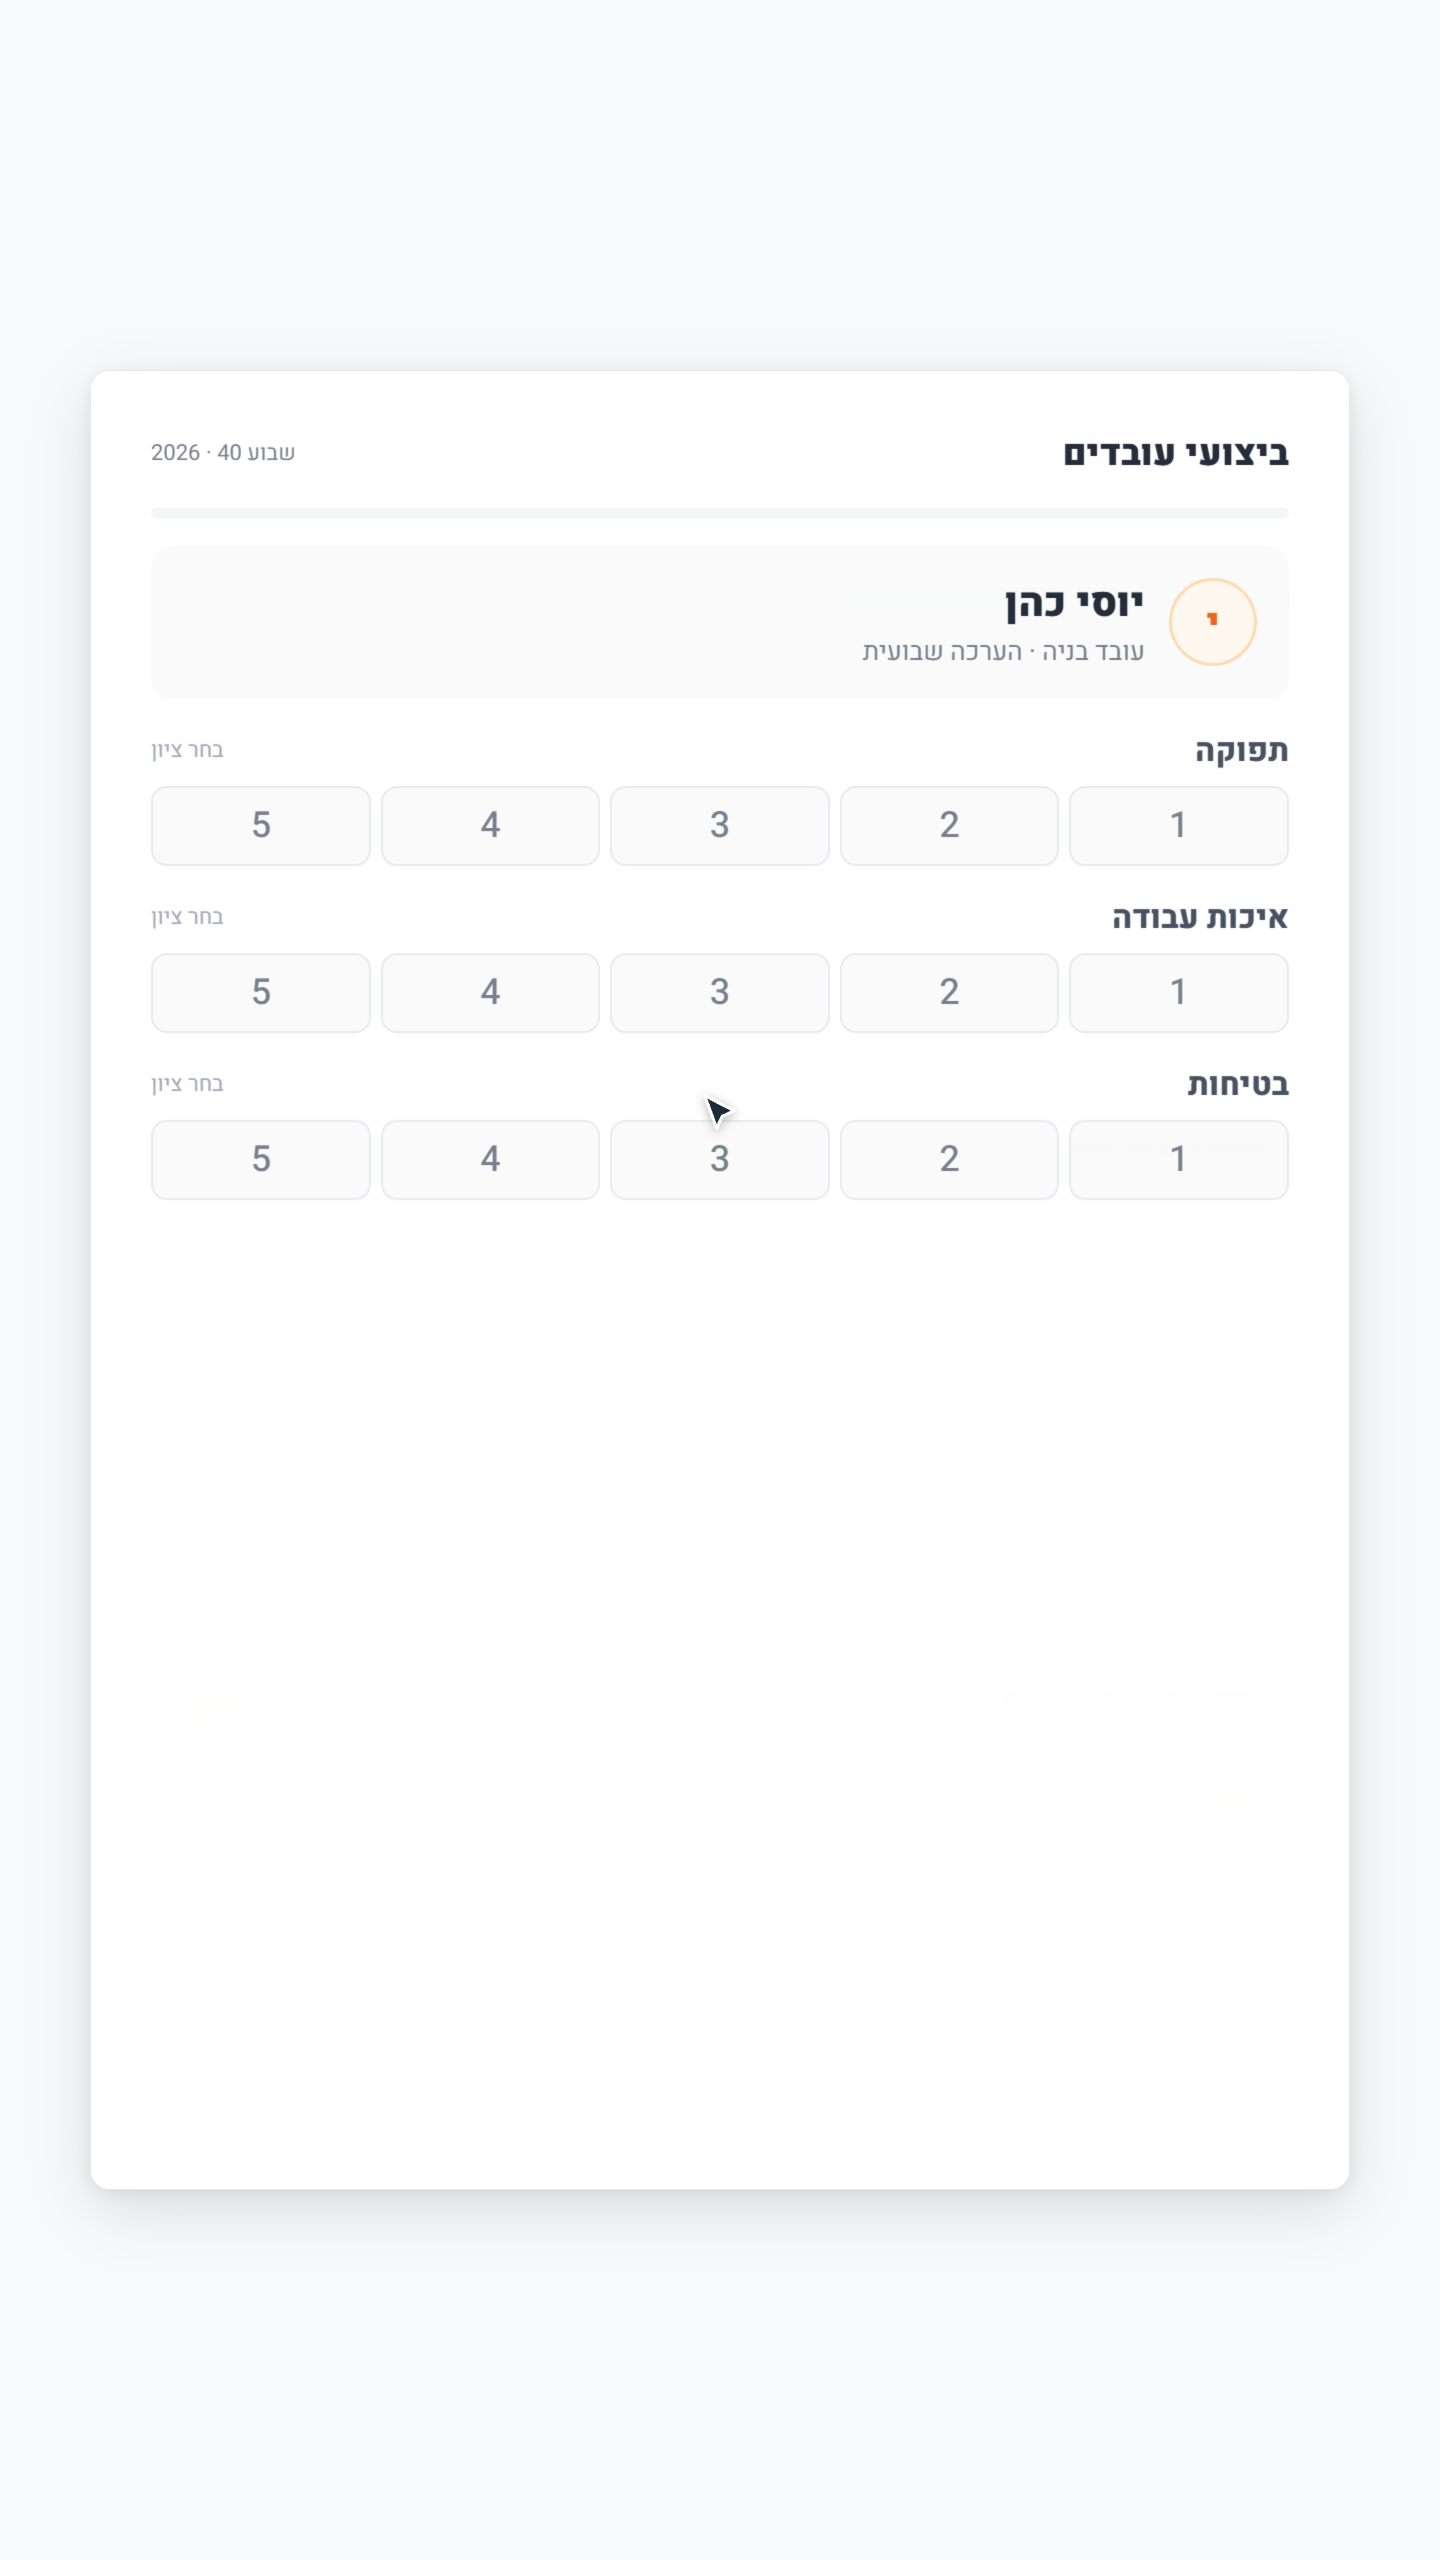 ביצועי עובדים
שבוע 40 · 2026
י
יוסי כהן
עובד בניה · הערכה שבועית
תפוקה
בחר ציון
1 2 3 4 5
איכות עבודה
בחר ציון
1 2 3 4 5
בטיחות
בחר ציון
1 2 3 4 5